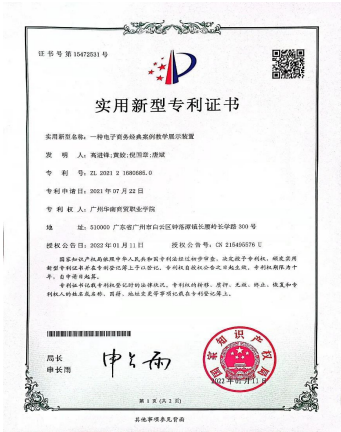 证书号第15472531号
实用新型专利证书
实用新型名称：一种电子商务经典案例教学展示装置
发明人：高进锋;黄姣;倪国章;唐斌
专利号：ZL 2021 2 1680686.0
专利申请日：2021年07月22日
专利权人：广州华南商贸职业学院
地址：510000 广东省广州市白云区钟落潭镇长腰岭长学路300号
授权公告日：2022年01月11日 授权公告号：CN 215495576 U
国家知识产权局依照中华人民共和国专利法经过初步审查，决定授予专利权，颁发实用
新型专利证书并在专利登记簿上予以登记。专利权自授权公告之日起生效。专利权期限为十
年，自申请日起算。
专利证书记载专利权登记时的法律状况。专利权的转移、质押、无效、终止、恢复和专
利权人的姓名或名称、国籍、地址变更等事项记载在专利登记簿上。
局长
申长雨
申长雨
国家知识产权局
2022年01月11日
第 1 页（共 2 页）
其他事项参见背面